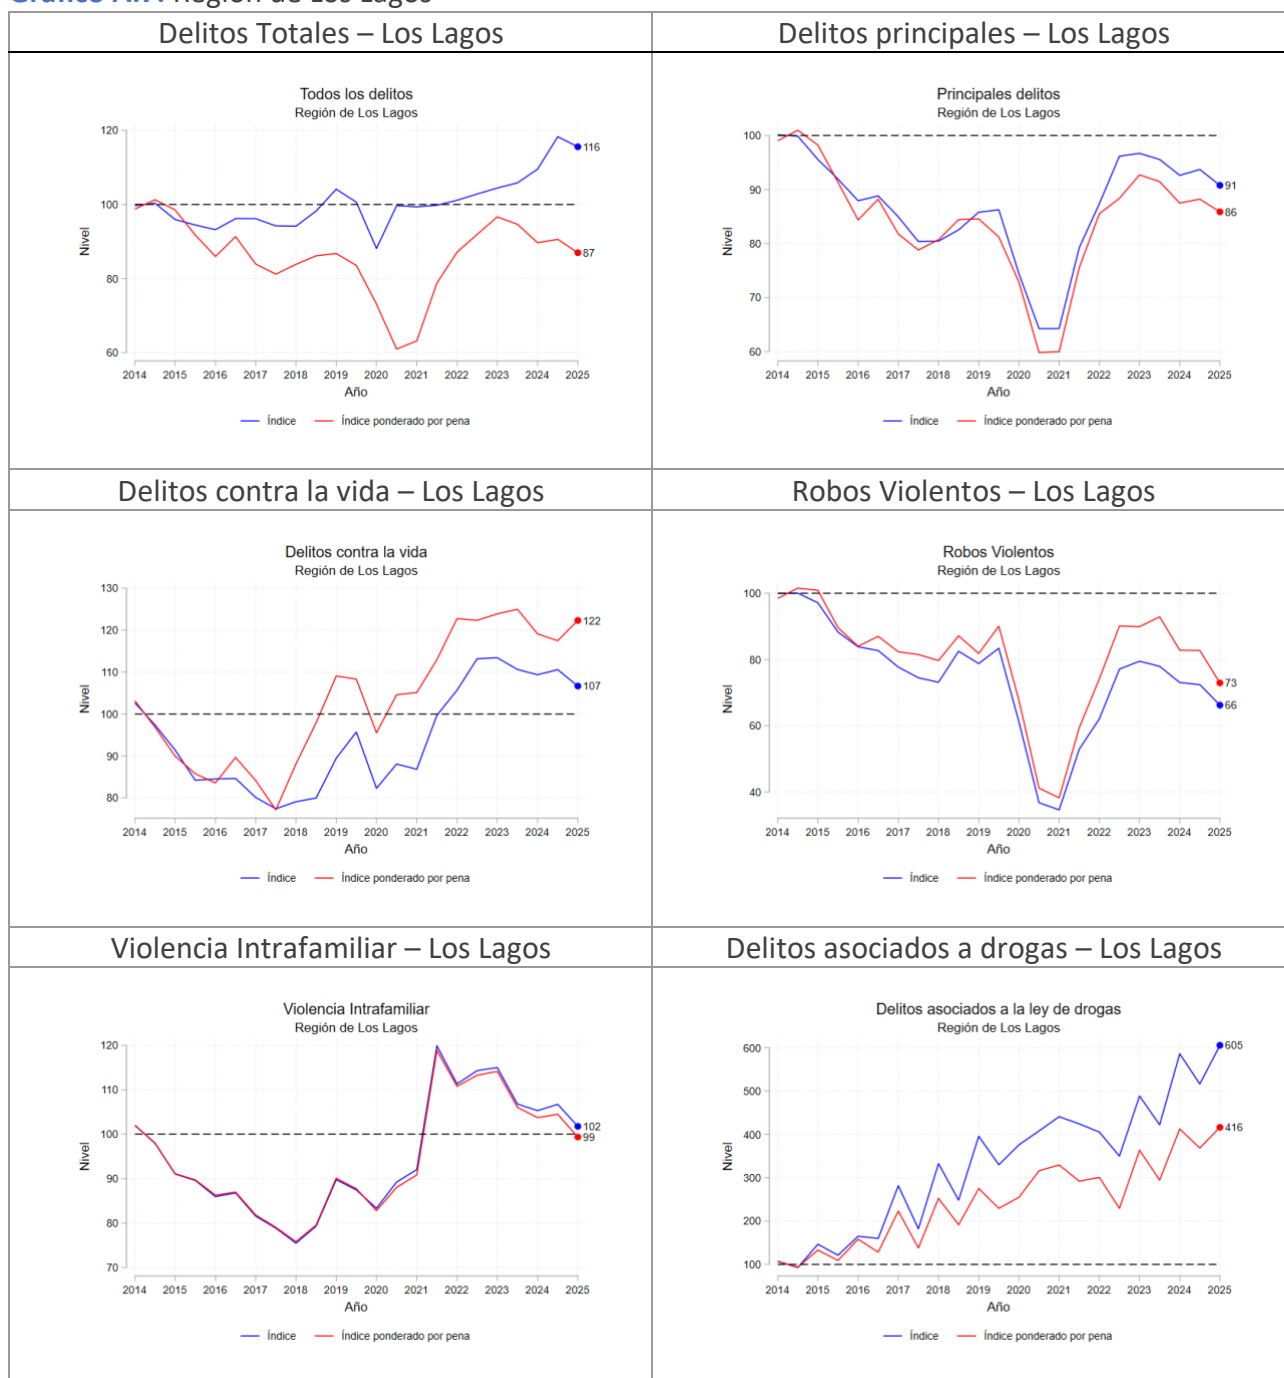 Gráfico A.7: Región de Los Lagos
Delitos Totales – Los Lagos
Delitos principales – Los Lagos
Todos los delitos
Región de Los Lagos
120
100
80
60
Nivel
116
87
2014 2015 2016 2017 2018 2019 2020 2021 2022 2023 2024 2025
Año
Índice Índice ponderado por pena
Principales delitos
Región de Los Lagos
100
90
80
70
60
Nivel
91
86
2014 2015 2016 2017 2018 2019 2020 2021 2022 2023 2024 2025
Año
Índice Índice ponderado por pena
Delitos contra la vida – Los Lagos
Robos Violentos – Los Lagos
Delitos contra la vida
Región de Los Lagos
130
120
110
100
90
80
Nivel
122
107
2014 2015 2016 2017 2018 2019 2020 2021 2022 2023 2024 2025
Año
Índice Índice ponderado por pena
Robos Violentos
Región de Los Lagos
100
80
60
40
Nivel
73
66
2014 2015 2016 2017 2018 2019 2020 2021 2022 2023 2024 2025
Año
Índice Índice ponderado por pena
Violencia Intrafamiliar – Los Lagos
Delitos asociados a drogas – Los Lagos
Violencia Intrafamiliar
Región de Los Lagos
120
110
100
90
80
70
Nivel
102
99
2014 2015 2016 2017 2018 2019 2020 2021 2022 2023 2024 2025
Año
Índice Índice ponderado por pena
Delitos asociados a la ley de drogas
Región de Los Lagos
600
500
400
300
200
100
Nivel
605
416
2014 2015 2016 2017 2018 2019 2020 2021 2022 2023 2024 2025
Año
Índice Índice ponderado por pena